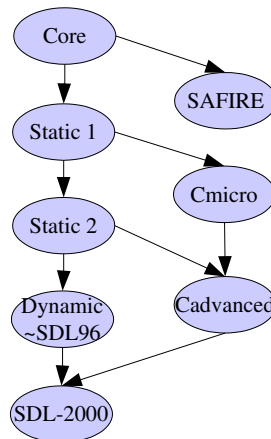 Core
SAFIRE
Static 1
Cmicro
Static 2
Dynamic
~SDL96
Cadvanced
SDL-2000